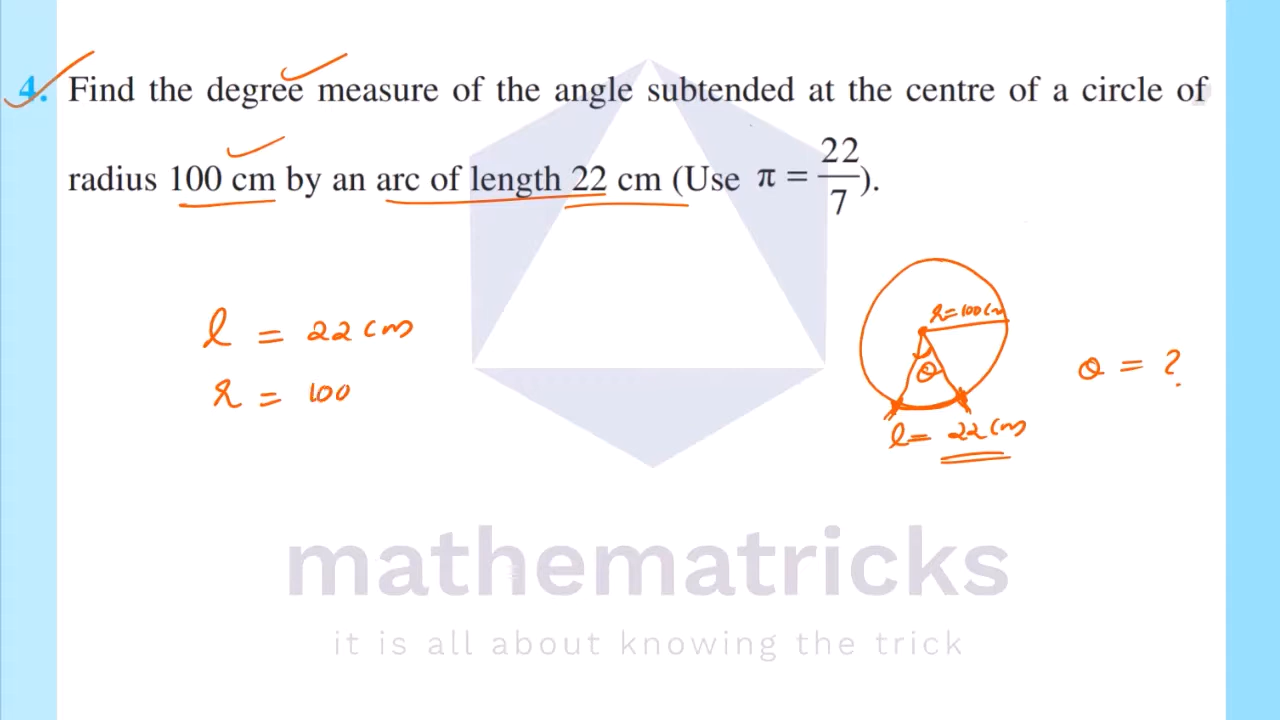 4. Find the degree measure of the angle subtended at the centre of a circle of
radius 100 cm by an arc of length 22 cm (Use π = 22/7).
l = 22 cm
r = 100
r = 100 cm
θ
l = 22 cm
θ = ?
mathematricks
it is all about knowing the trick